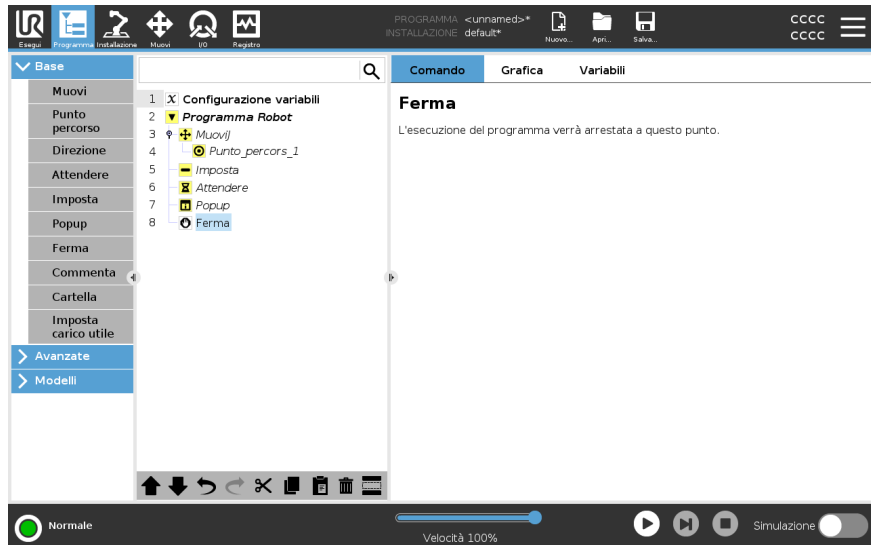 PROGRAMMA <unnamed>*
INSTALLAZIONE default*
Esegui
Programma
Installazione
Muovi
I/O
Registro
Nuovo...
Apri...
Salva...
cccc
cccc
Base
Muovi
Punto
percorso
Direzione
Attendere
Imposta
Popup
Ferma
Commenta
Cartella
Imposta
carico utile
Avanzate
Modelli
1 X Configurazione variabili
2 Programma Robot
3 MuoviJ
4 Punto_percors_1
5 Imposta
6 Attendere
7 Popup
8 Ferma
Comando
Grafica
Variabili
Ferma
L'esecuzione del programma verrà arrestata a questo punto.
Normale
Velocità 100%
Simulazione